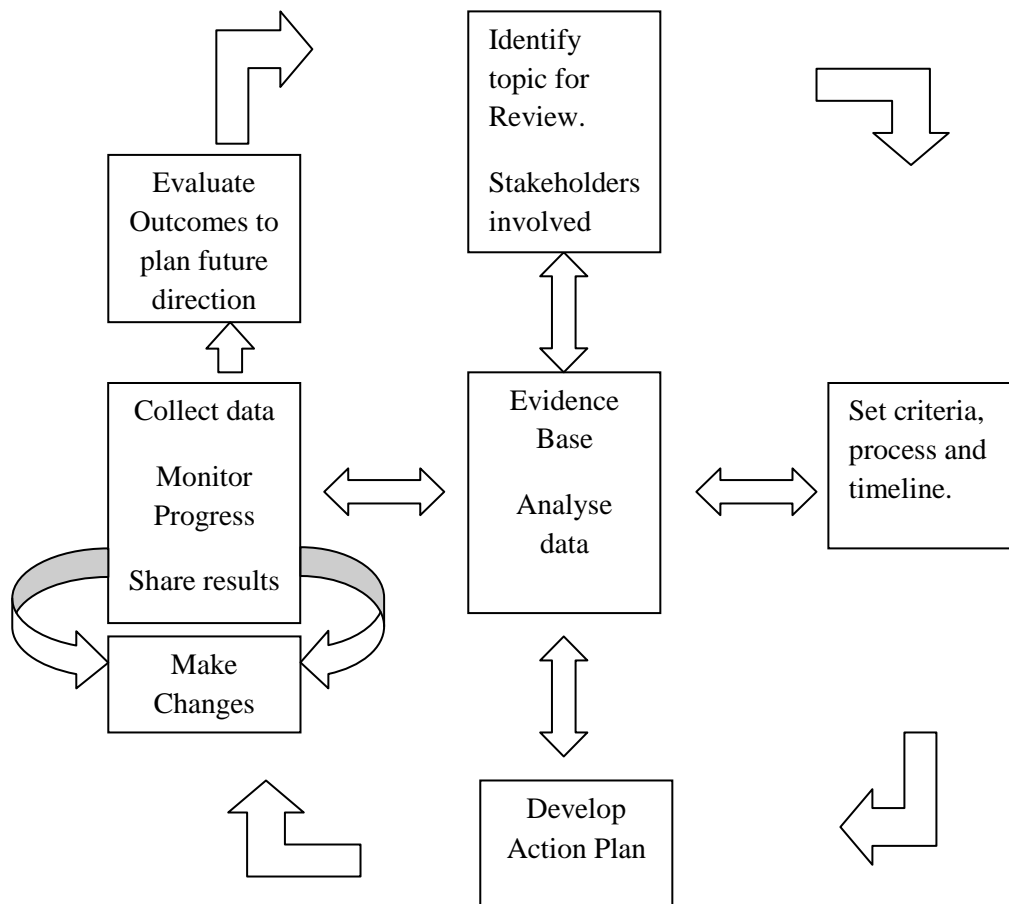 Identify
topic for
Review.
Stakeholders
involved
Evaluate
Outcomes to
plan future
direction
Collect data
Monitor
Progress
Share results
Make
Changes
Evidence
Base
Analyse
data
Set criteria,
process and
timeline.
Develop
Action Plan